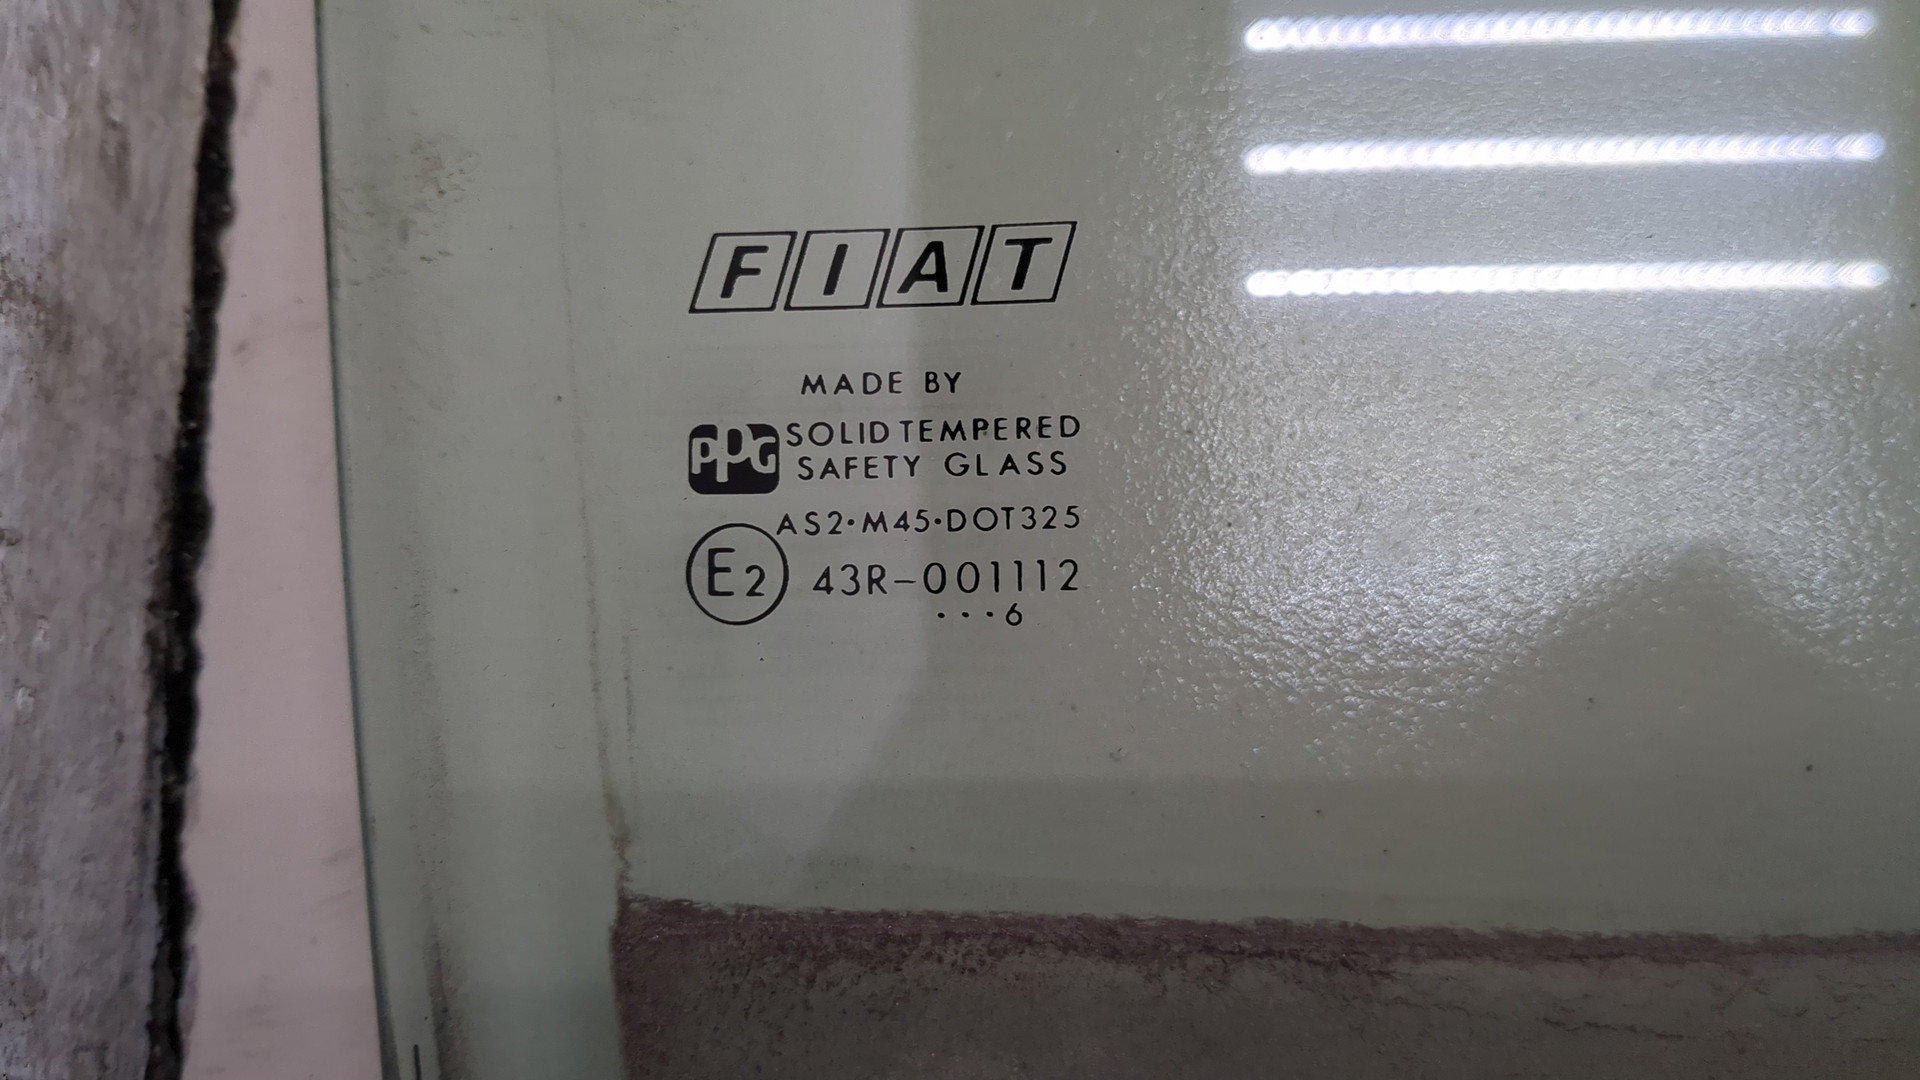 FIAT
MADE BY
PPG SOLID TEMPERED
SAFETY GLASS
AS2·M45·DOT325
E2 43R-001112
···6